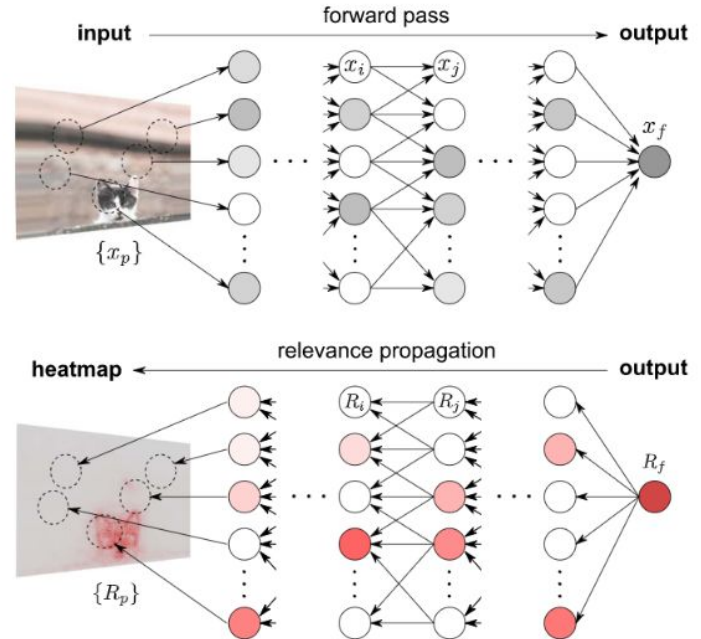 forward pass
input output
x_i x_j
x_f
{x_p}
relevance propagation
heatmap output
R_i R_j
R_f
{R_p}